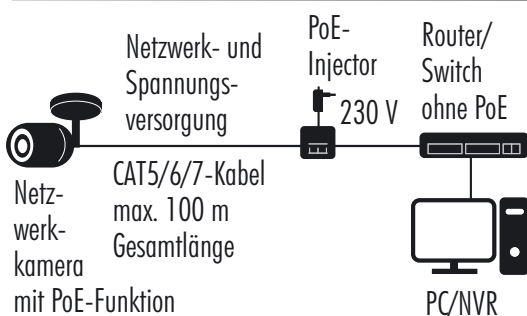 Netzwerk- und
Spannungs-
versorgung
PoE-
Injector
230 V
Router/
Switch
ohne PoE
CAT5/6/7-Kabel
max. 100 m
Gesamtlänge
Netz-
werk-
kamera
mit PoE-Funktion
PC/NVR